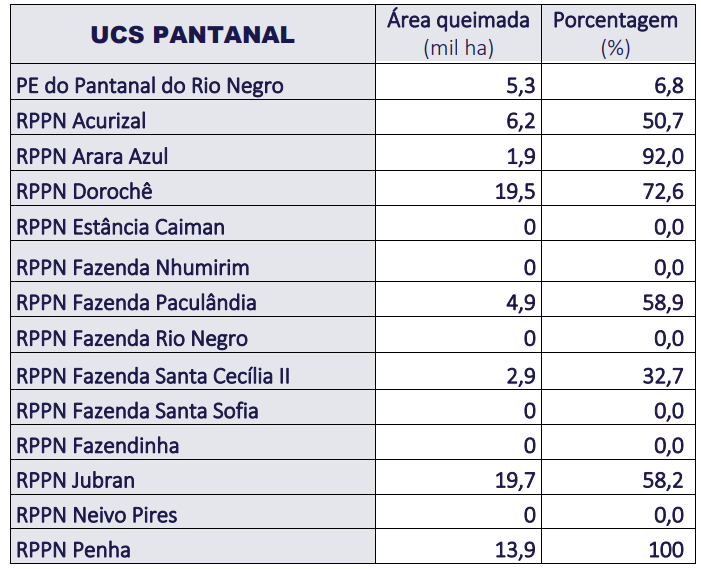 UCS PANTANAL Área queimada (mil ha) Porcentagem (%)
PE do Pantanal do Rio Negro 5,3 6,8
RPPN Acurizal 6,2 50,7
RPPN Arara Azul 1,9 92,0
RPPN Dorochê 19,5 72,6
RPPN Estância Caiman 0 0,0
RPPN Fazenda Nhumirim 0 0,0
RPPN Fazenda Paculândia 4,9 58,9
RPPN Fazenda Rio Negro 0 0,0
RPPN Fazenda Santa Cecília II 2,9 32,7
RPPN Fazenda Santa Sofia 0 0,0
RPPN Fazendinha 0 0,0
RPPN Jubran 19,7 58,2
RPPN Neivo Pires 0 0,0
RPPN Penha 13,9 100